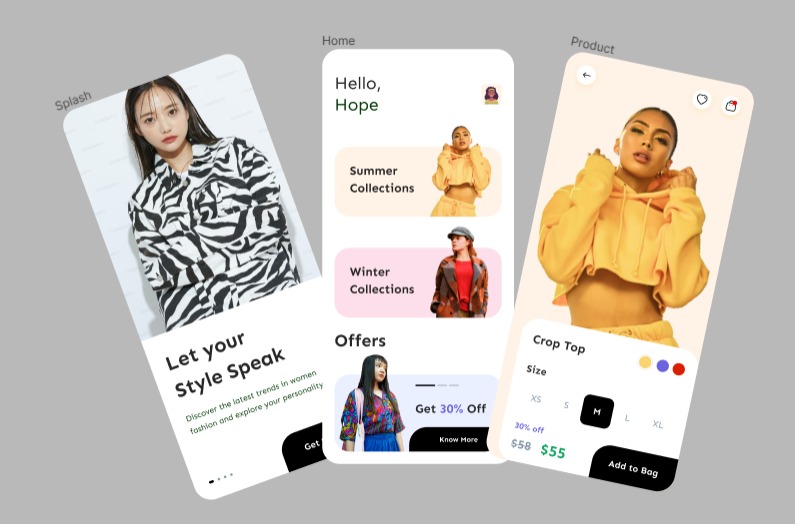 Splash
Let your
Style Speak
Discover the latest trends in women
fashion and explore your personality
Get
Home
Hello,
Hope
Summer
Collections
Winter
Collections
Offers
Get 30% Off
Know More
Product
Crop Top
Size
XS S M L XL
30% off
$58 $55
Add to Bag